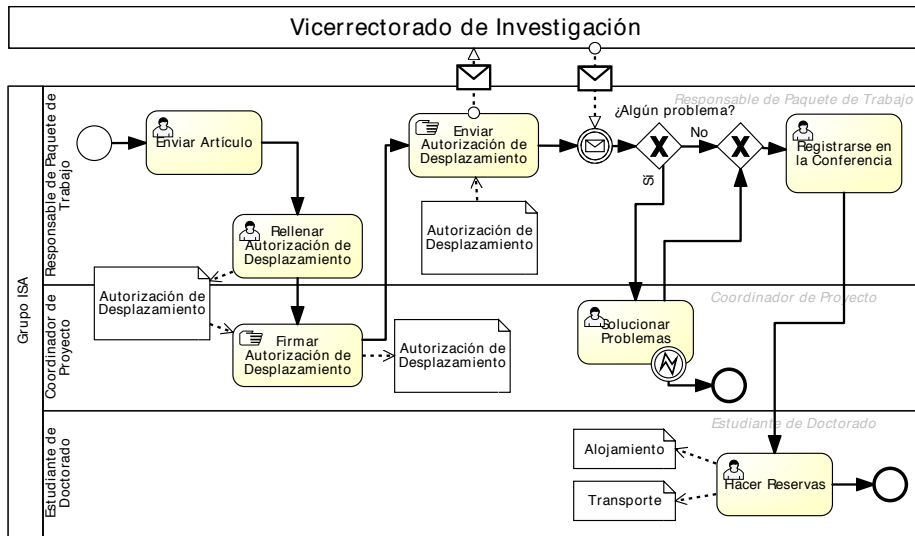 Vicerrectorado de Investigación
Grupo ISA
Responsable de Paquete de
Trabajo
Responsable de Paquete de Trabajo
Enviar Artículo
Rellenar
Autorización de
Desplazamiento
Enviar
Autorización de
Desplazamiento
Autorización de
Desplazamiento
¿Algún problema?
No
Si
Registrarse en
la Conferencia
Autorización de
Desplazamiento
Coordinador de
Proyecto
Coordinador de Proyecto
Firmar
Autorización de
Desplazamiento
Autorización de
Desplazamiento
Solucionar
Problemas
Estudiante de
Doctorado
Estudiante de Doctorado
Alojamiento
Transporte
Hacer Reservas